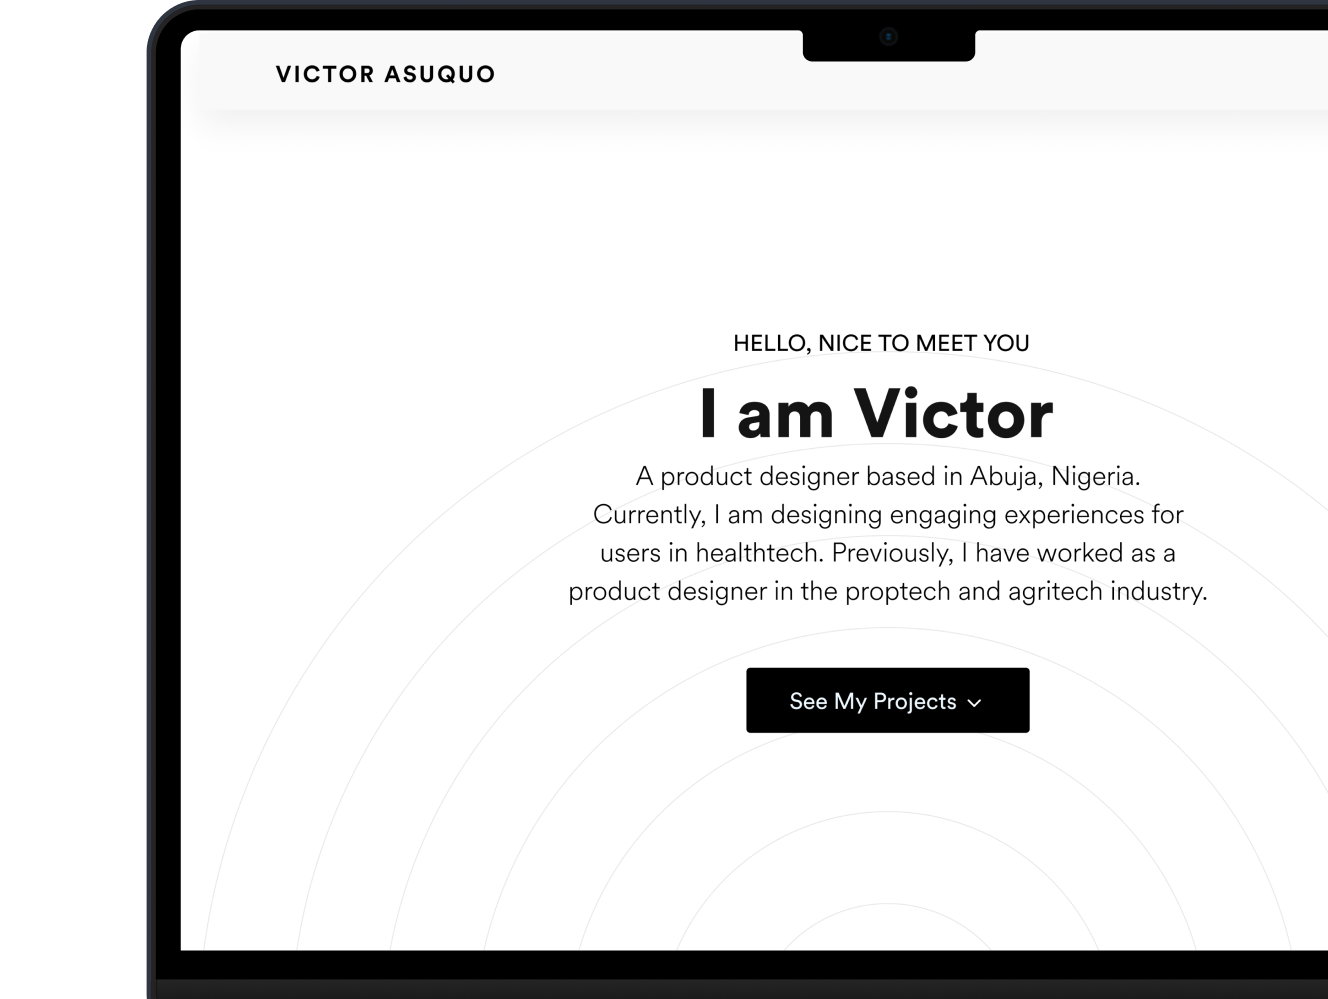 VICTOR ASUQUO
HELLO, NICE TO MEET YOU
I am Victor
A product designer based in Abuja, Nigeria.
Currently, I am designing engaging experiences for
users in healthtech. Previously, I have worked as a
product designer in the proptech and agritech industry.
See My Projects